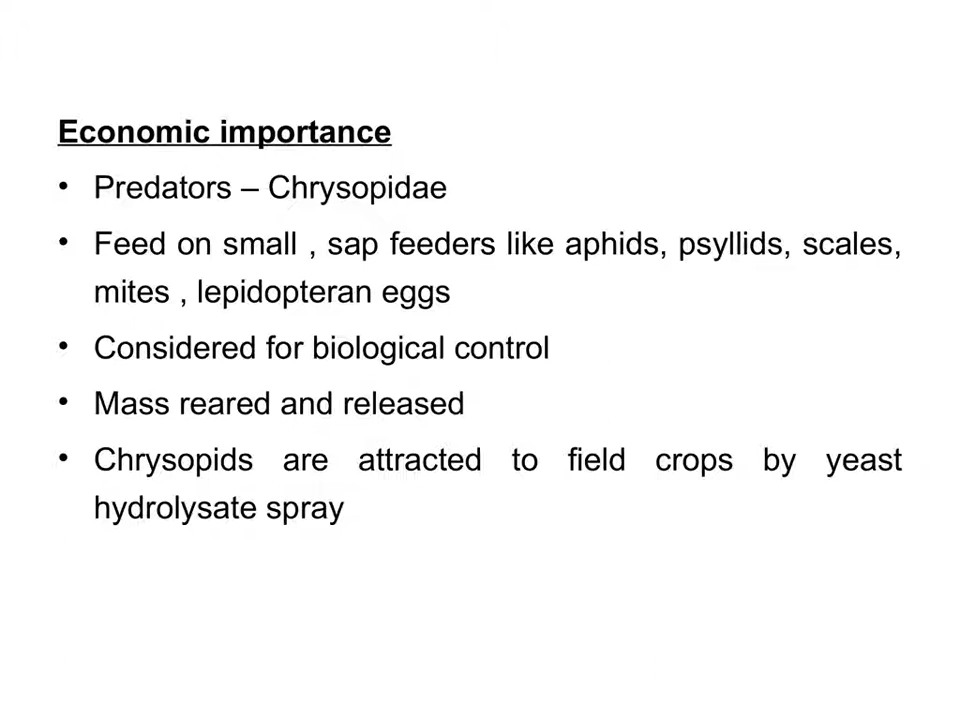 Economic importance
• Predators – Chrysopidae
• Feed on small , sap feeders like aphids, psyllids, scales,
mites , lepidopteran eggs
• Considered for biological control
• Mass reared and released
• Chrysopids are attracted to field crops by yeast
hydrolysate spray